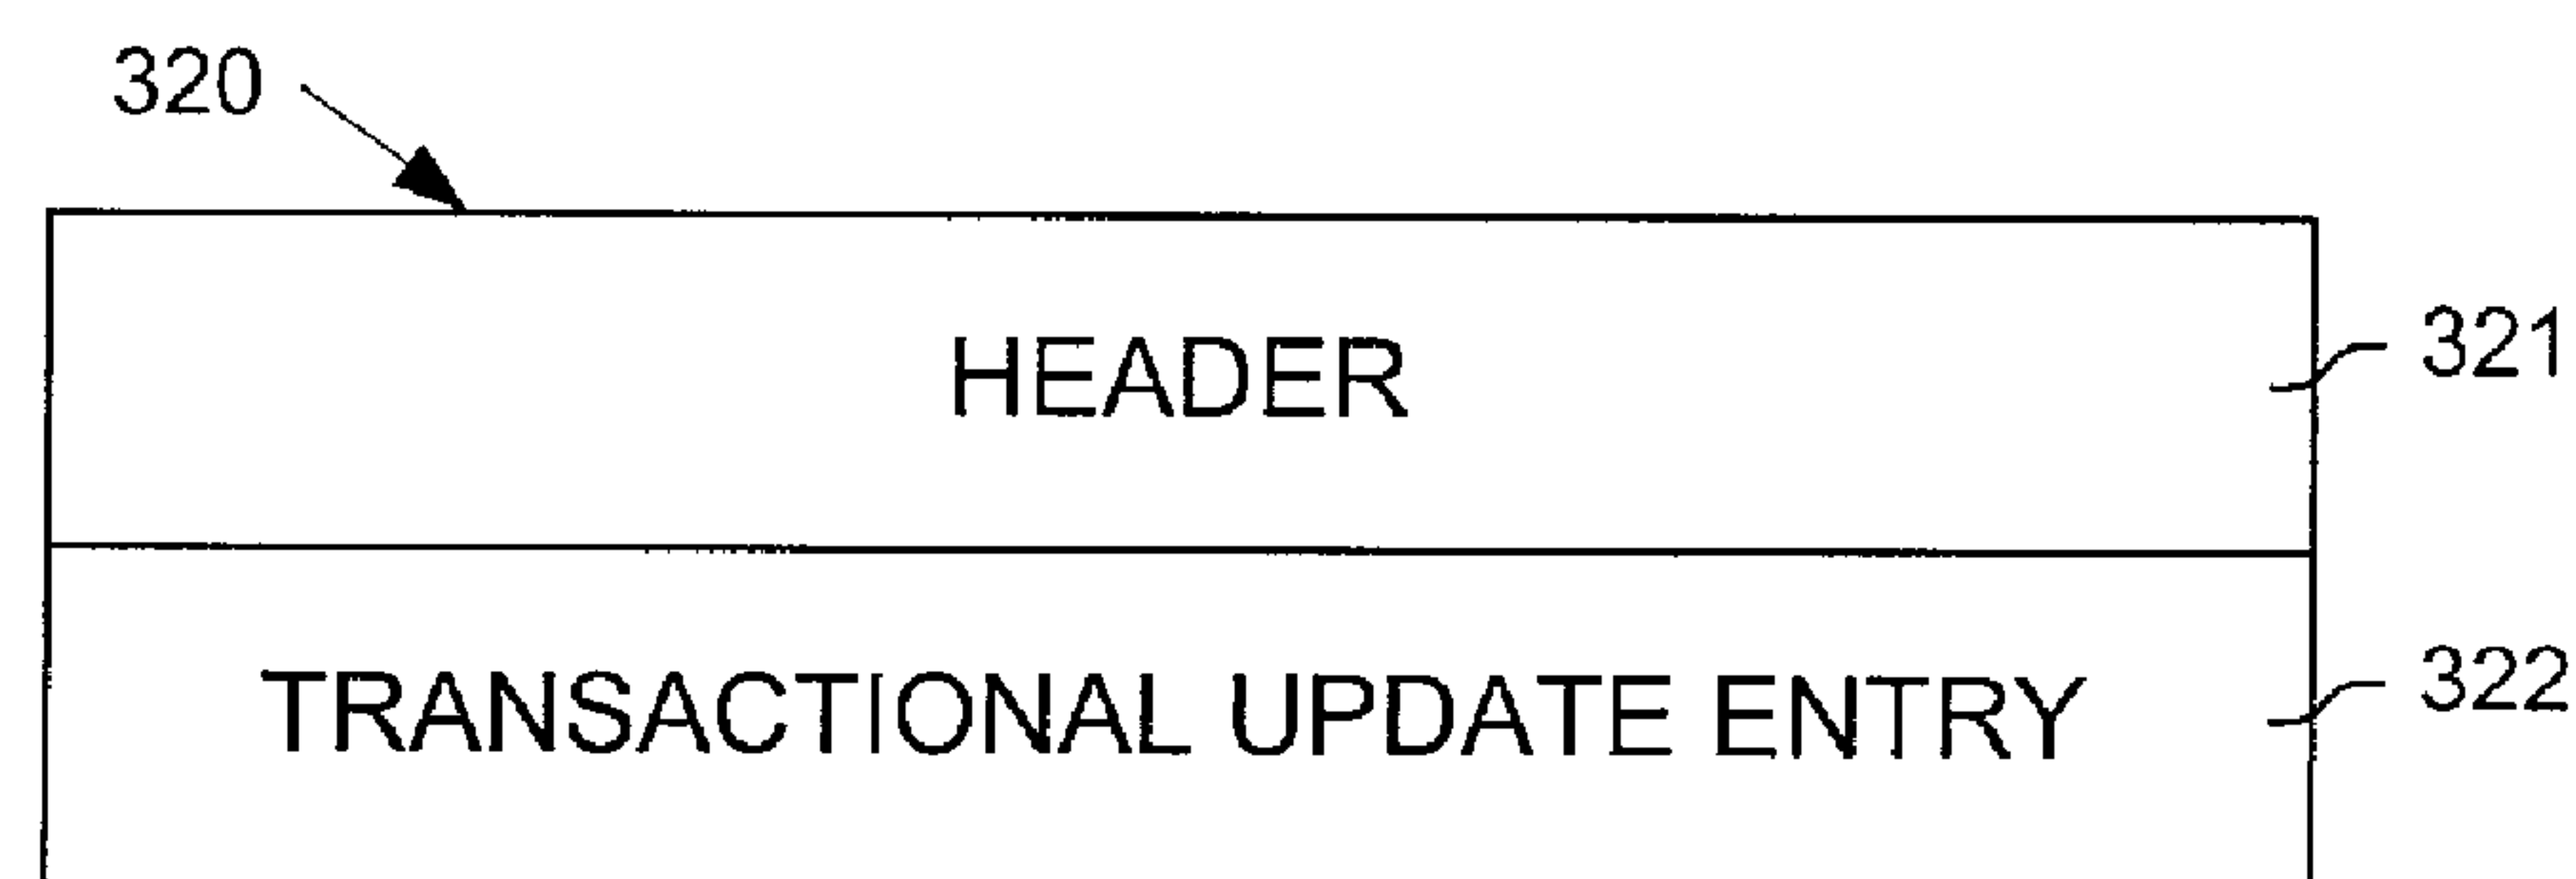 320
HEADER
321
TRANSACTIONAL UPDATE ENTRY
322